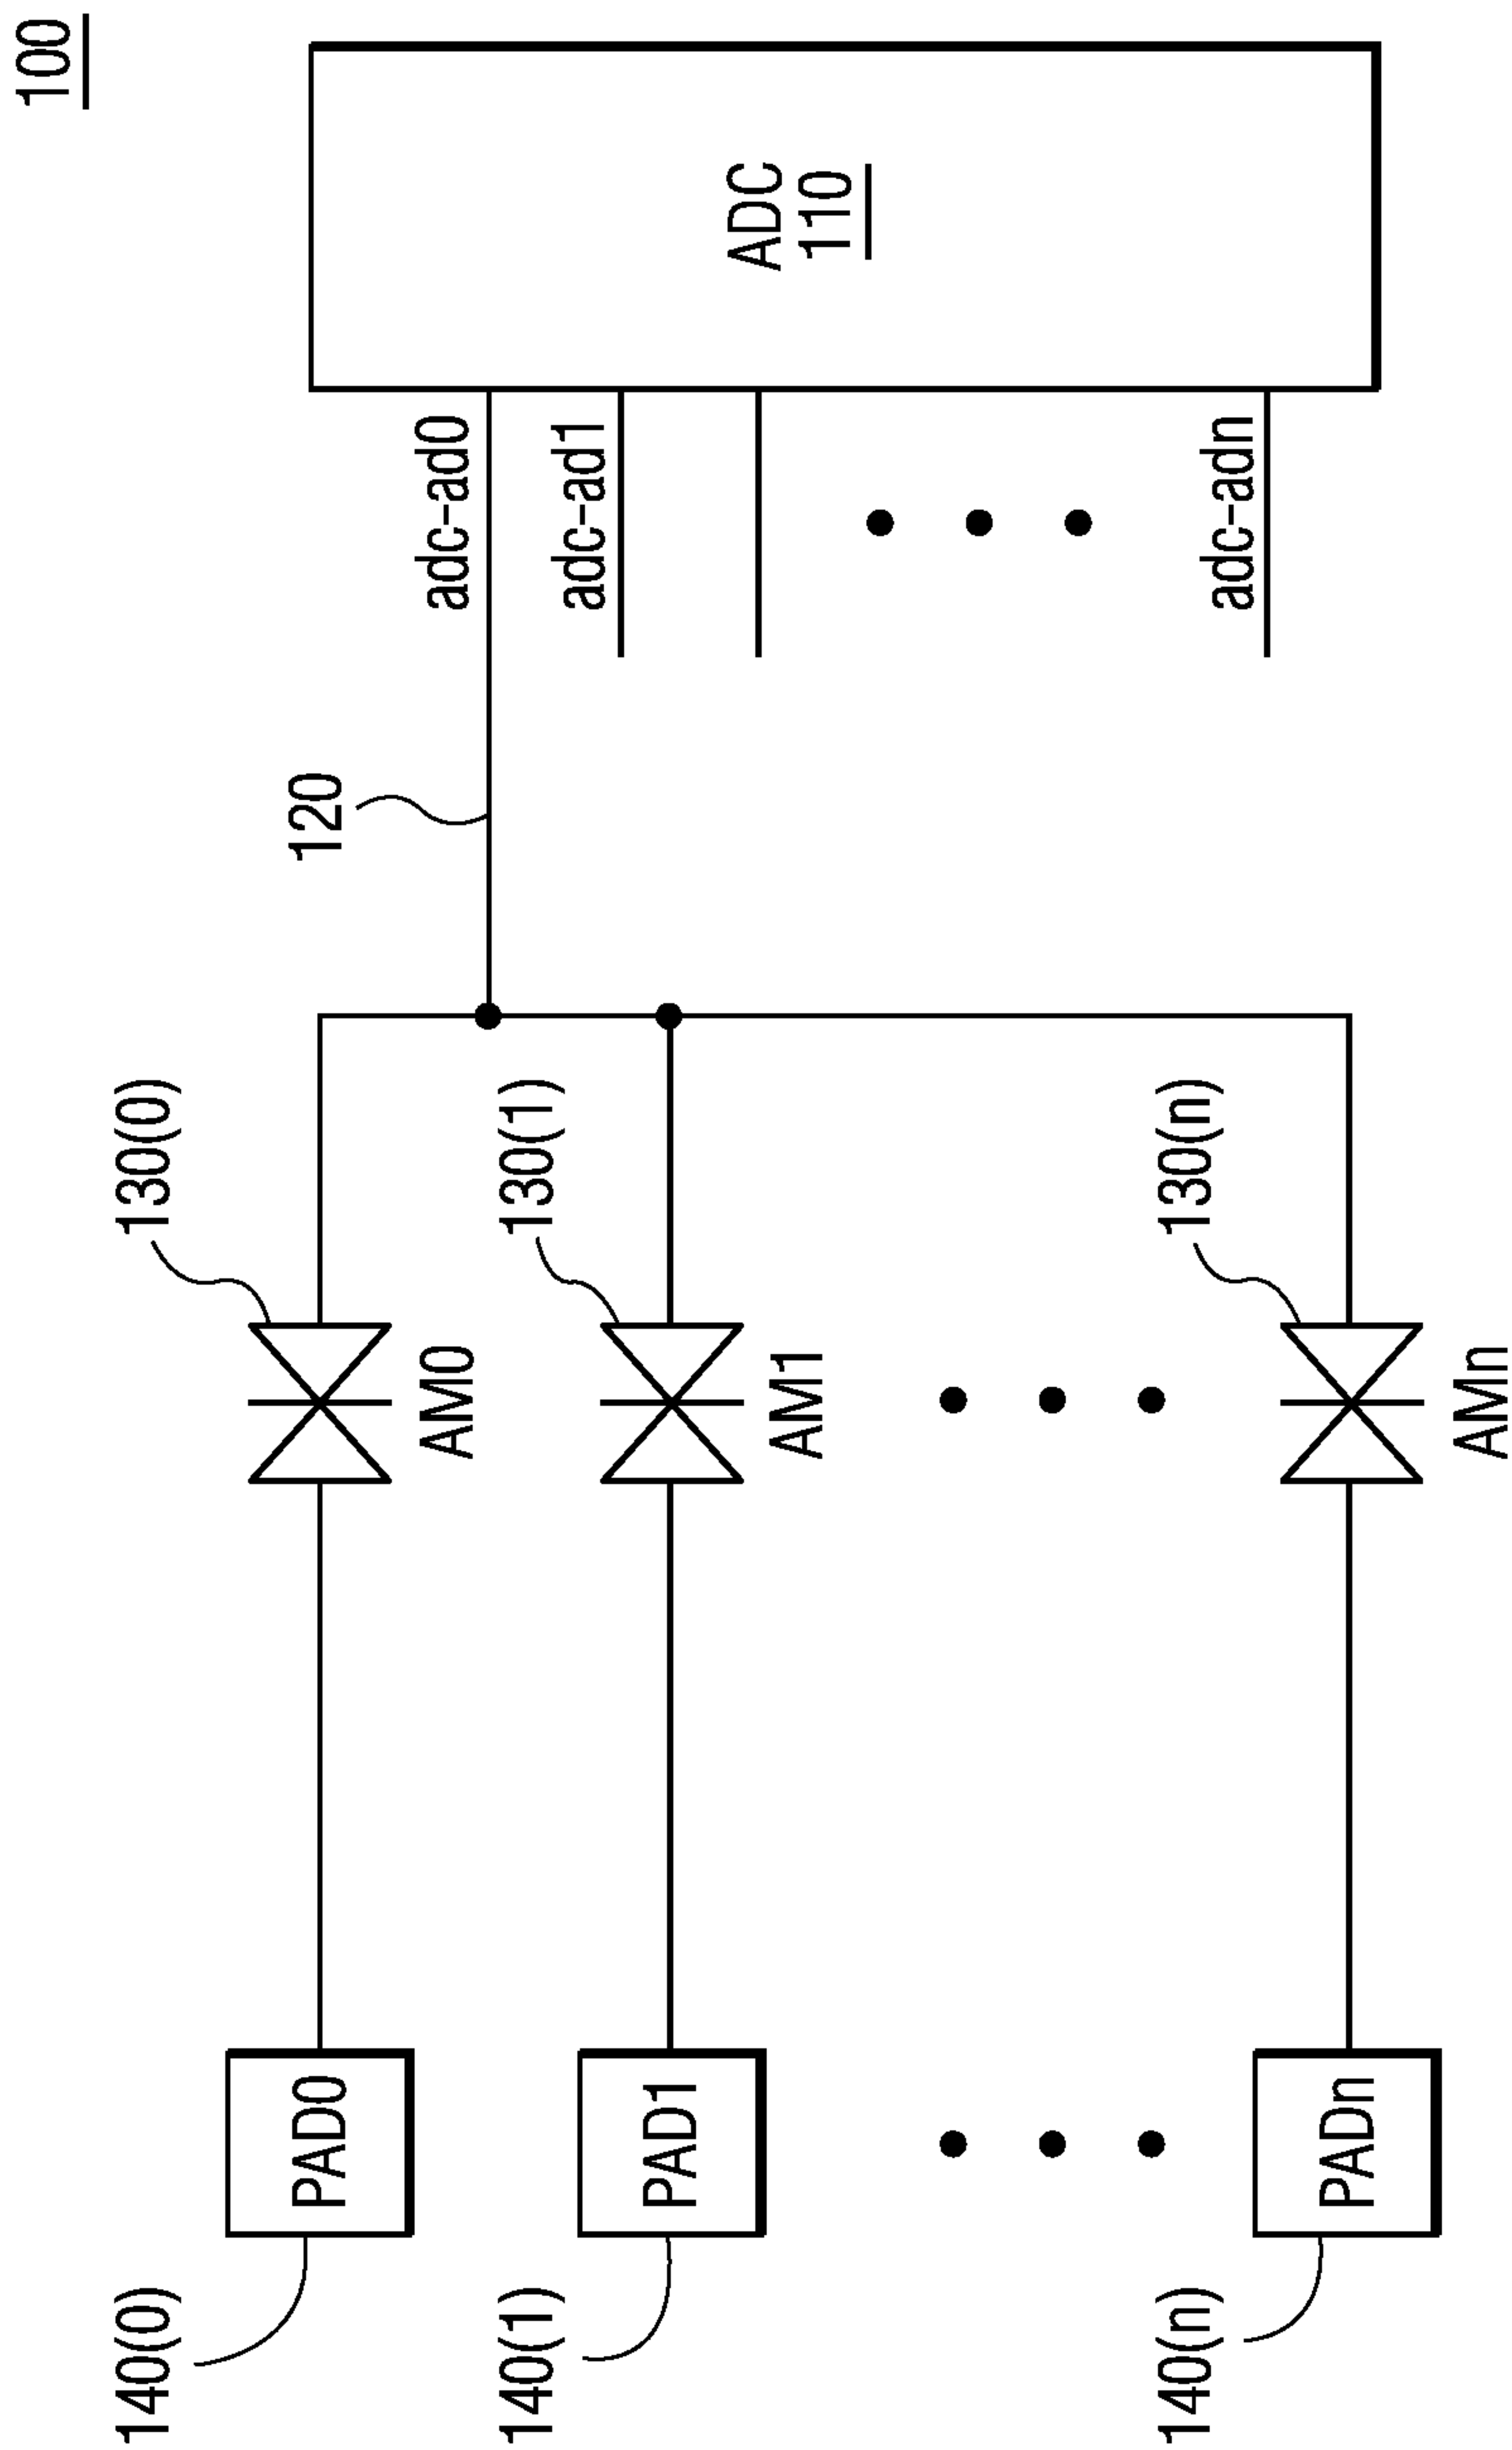 100
140(0)
PAD0
130(0)
AM0
120
adc-ad0
adc-ad1
adc-adn
ADC
110
140(1)
PAD1
130(1)
AM1
140(n)
PADn
130(n)
AMn